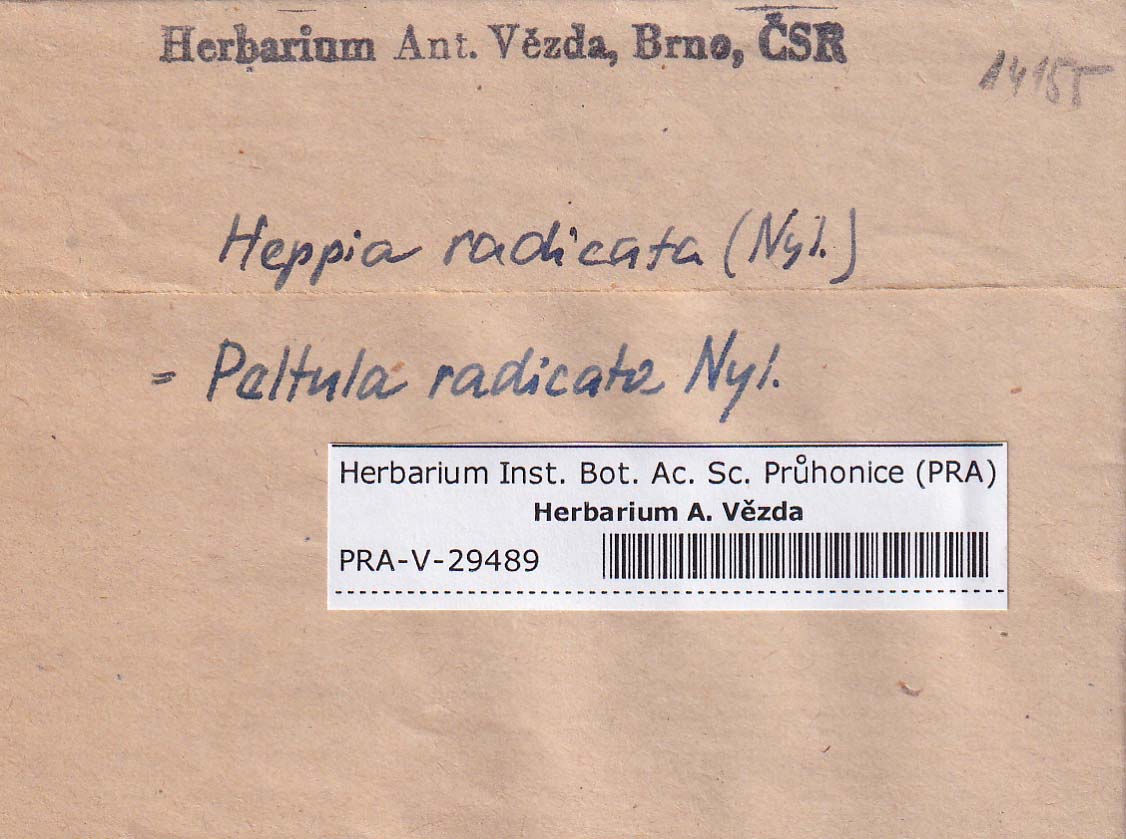 Herbarium Ant. Vězda, Brno, ČSR
14155
Heppia radicata (Nyl.)
= Peltula radicata Nyl.
Herbarium Inst. Bot. Ac. Sc. Průhonice (PRA)
Herbarium A. Vězda
PRA-V-29489